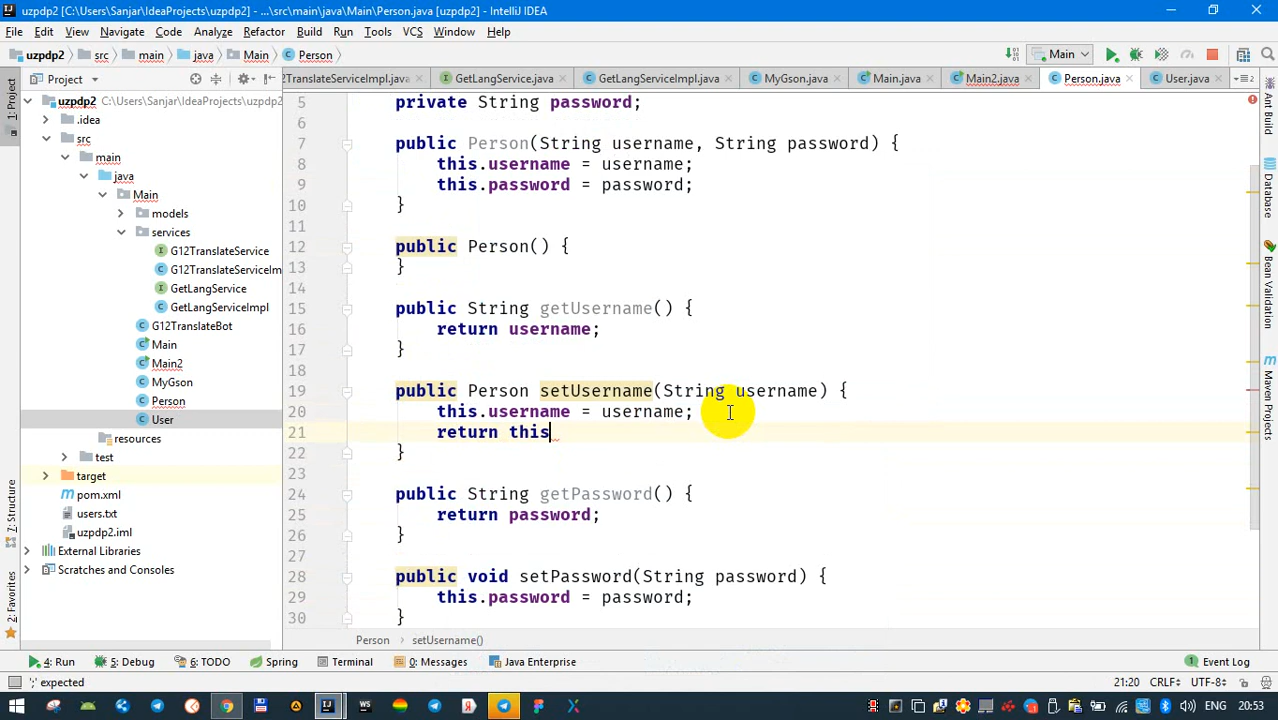 uzpdp2 [C:\Users\Sanjar\IdeaProjects\uzpdp2] - ...\src\main\java\Main\Person.java [uzpdp2] - IntelliJ IDEA
File Edit View Navigate Code Analyze Refactor Build Run Tools VCS Window Help
uzpdp2 src main java Main Person Main
Project
TranslateServiceImpl.java GetLangService.java GetLangServiceImpl.java MyGson.java Main.java Main2.java Person.java User.java
1: Project
7: Structure
2: Favorites
uzpdp2 C:\Users\Sanjar\IdeaProjects\uzpdp2
.idea
src
main
java
Main
models
services
G12TranslateService
G12TranslateServiceIm
GetLangService
GetLangServiceImpl
G12TranslateBot
Main
Main2
MyGson
Person
User
resources
test
target
pom.xml
users.txt
uzpdp2.iml
External Libraries
Scratches and Consoles
5 private String password;
6
7 public Person(String username, String password) {
8 this.username = username;
9 this.password = password;
10 }
11
12 public Person() {
13 }
14
15 public String getUsername() {
16 return username;
17 }
18
19 public Person setUsername(String username) {
20 this.username = username;
21 return this
22 }
23
24 public String getPassword() {
25 return password;
26 }
27
28 public void setPassword(String password) {
29 this.password = password;
30 }
Person setUsername()
Ant Build
Database
Bean Validation
Maven Projects
4: Run 5: Debug 6: TODO Spring Terminal 0: Messages Java Enterprise Event Log
';' expected 21:20 CRLF UTF-8
WS ENG 20:53